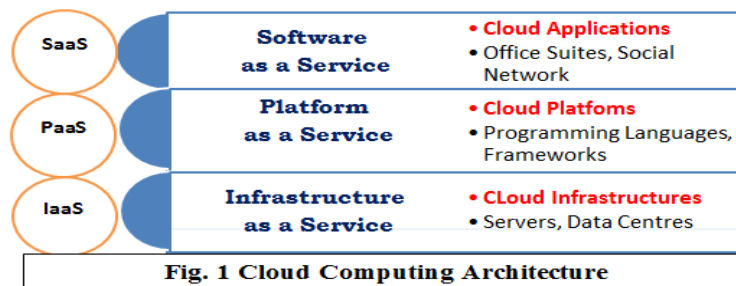 SaaS
Software
as a Service
• Cloud Applications
• Office Suites, Social
Network
PaaS
Platform
as a Service
• Cloud Platfoms
• Programming Languages,
Frameworks
IaaS
Infrastructure
as a Service
• CLoud Infrastructures
• Servers, Data Centres
Fig. 1 Cloud Computing Architecture